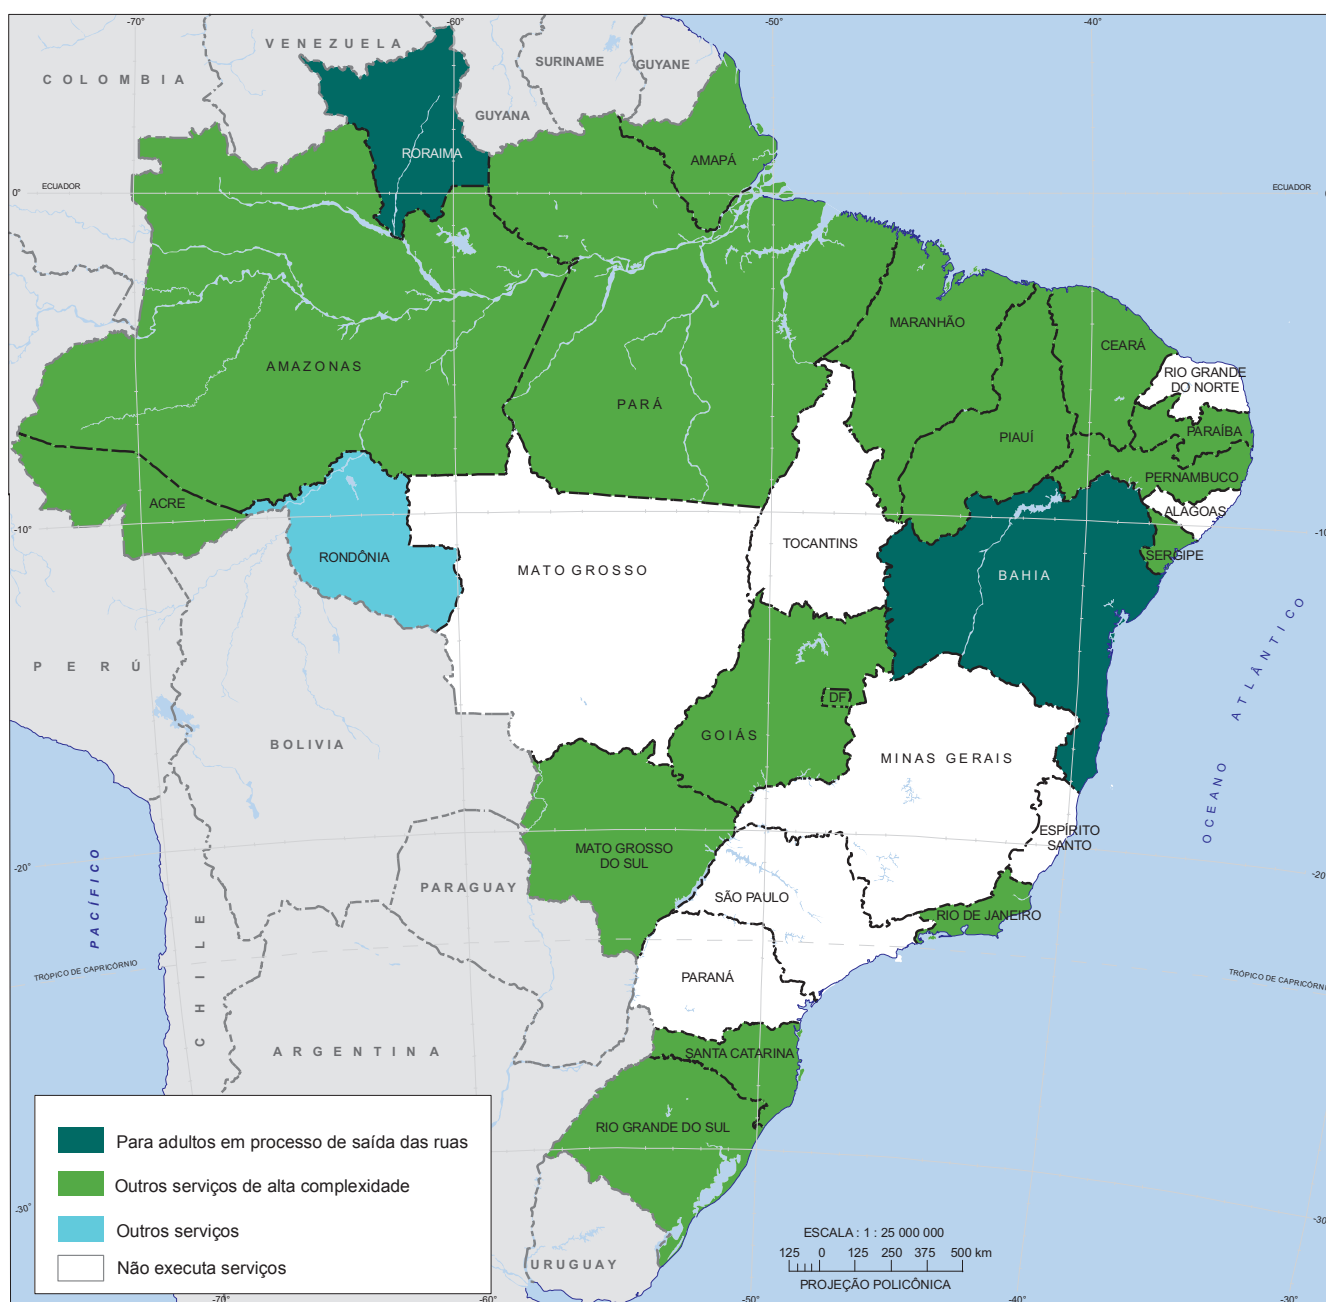 -70°
-60°
-50°
-40°
VENEZUELA
COLOMBIA
SURINAME
GUYANE
GUYANA
RORAIMA
AMAPÁ
ECUADOR
ECUADOR
0°
MARANHÃO
CEARÁ
AMAZONAS
RIO GRANDE
DO NORTE
PARÁ
PIAUÍ
PARAÍBA
PERNAMBUCO
ACRE
ALAGOAS
-10°
-10°
TOCANTINS
RONDÔNIA
SERGIPE
MATO GROSSO
BAHIA
PERÚ
OCEANO ATLÂNTICO
DF
GOIÁS
BOLIVIA
MINAS GERAIS
ESPÍRITO
SANTO
MATO GROSSO
DO SUL
-20°
-20°
PARAGUAY
SÃO PAULO
PACÍFICO
RIO DE JANEIRO
CHILE
TRÓPICO DE CAPRICÓRNIO
TRÓPICO DE CAPRICÓRNIO
PARANÁ
ARGENTINA
SANTA CATARINA
RIO GRANDE DO SUL
Para adultos em processo de saída das ruas
Outros serviços de alta complexidade
Outros serviços
Não executa serviços
-30°
-30°
URUGUAY
ESCALA : 1 : 25 000 000
125 0 125 250 375 500 km
PROJEÇÃO POLICÔNICA
-70°
-60°
-50°
-40°
-30°